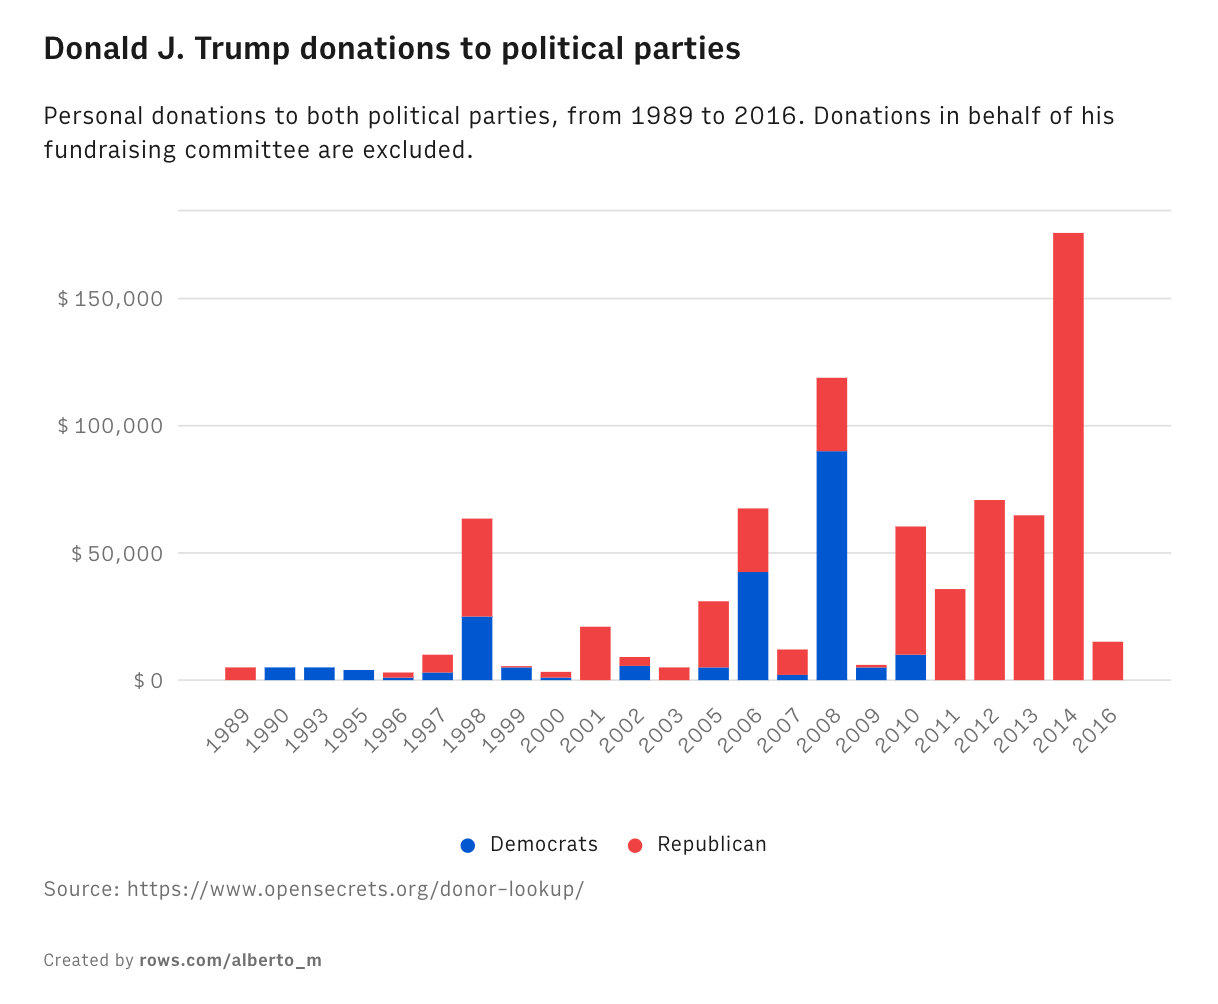 Donald J. Trump donations to political parties
Personal donations to both political parties, from 1989 to 2016. Donations in behalf of his
fundraising committee are excluded.
$ 150,000
$ 100,000
$ 50,000
$ 0
1989 1990 1993 1995 1996 1997 1998 1999 2000 2001 2002 2003 2005 2006 2007 2008 2009 2010 2011 2012 2013 2014 2016
Democrats Republican
Source: https://www.opensecrets.org/donor-lookup/
Created by rows.com/alberto_m